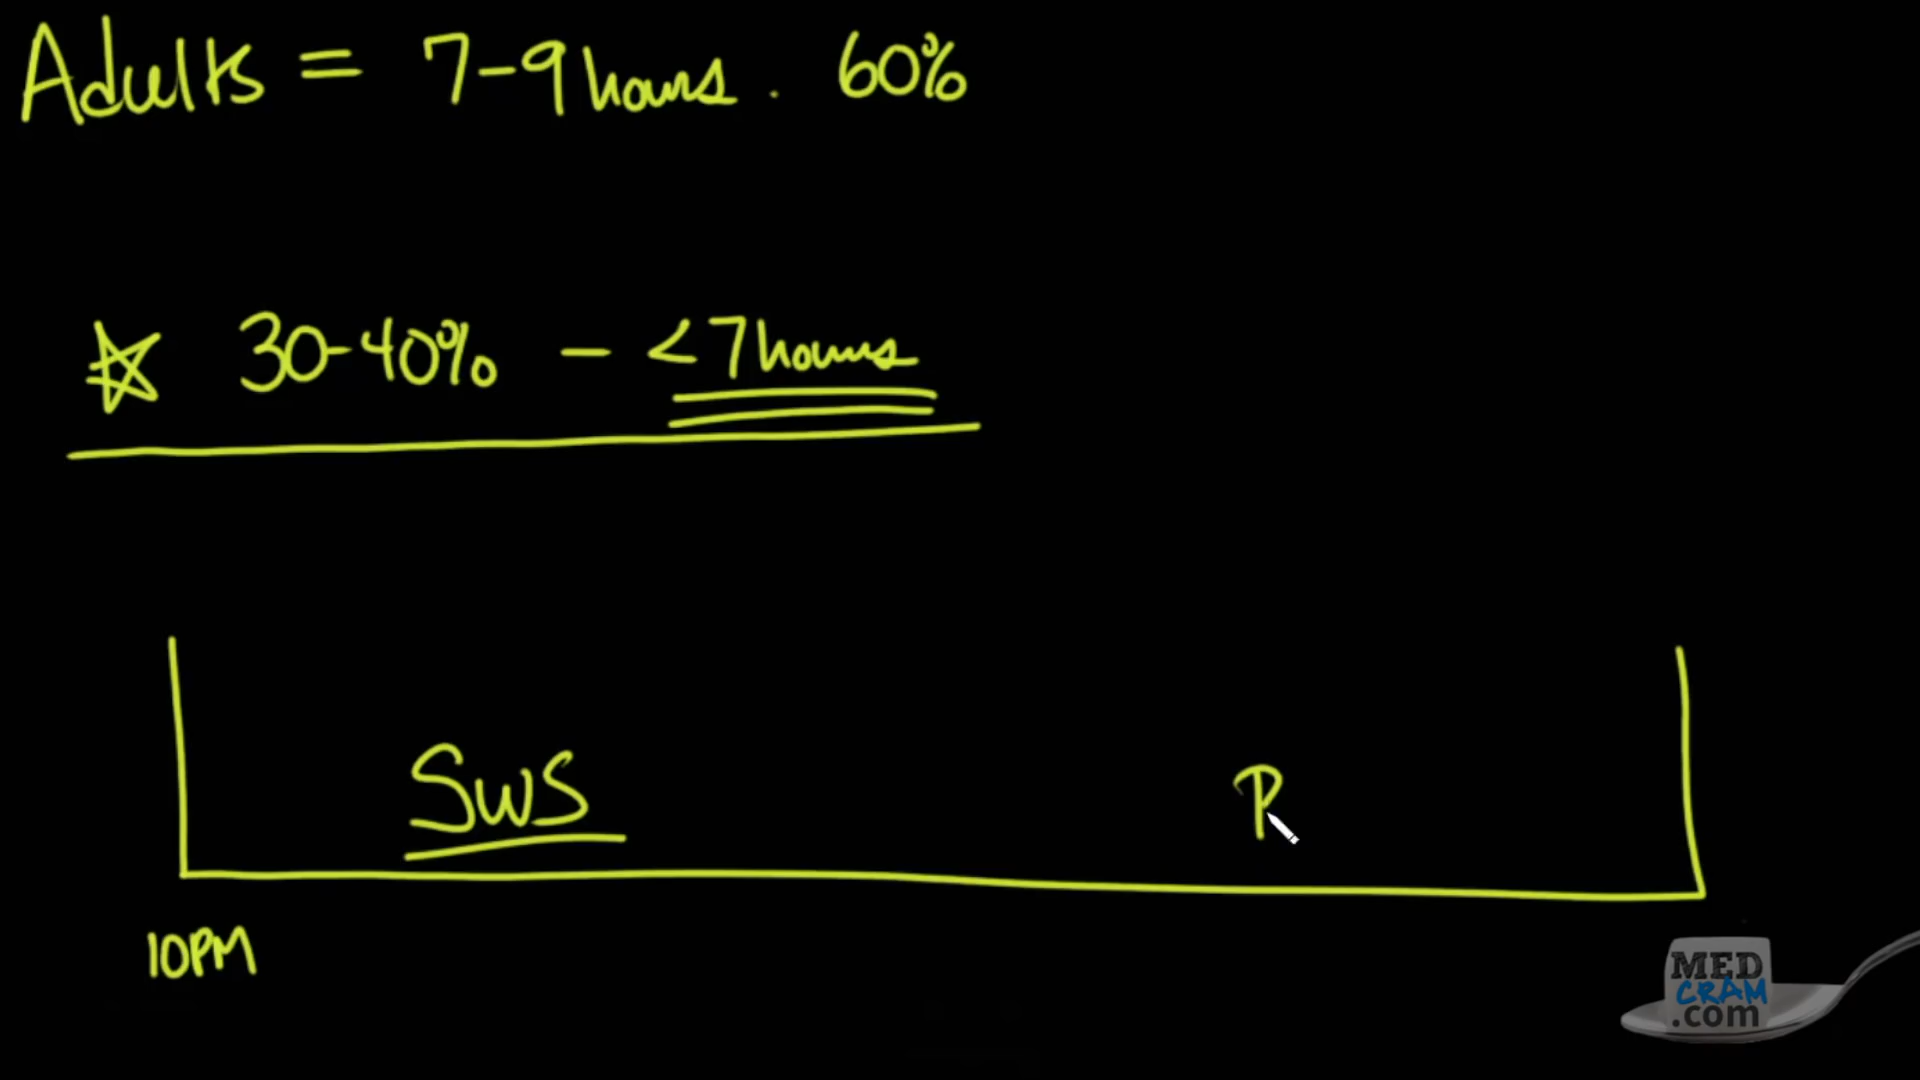 Adults = 7-9 hours. 60%
☆ 30-40% - <7 hours
SWS R
10PM
MED
CRAM
.com